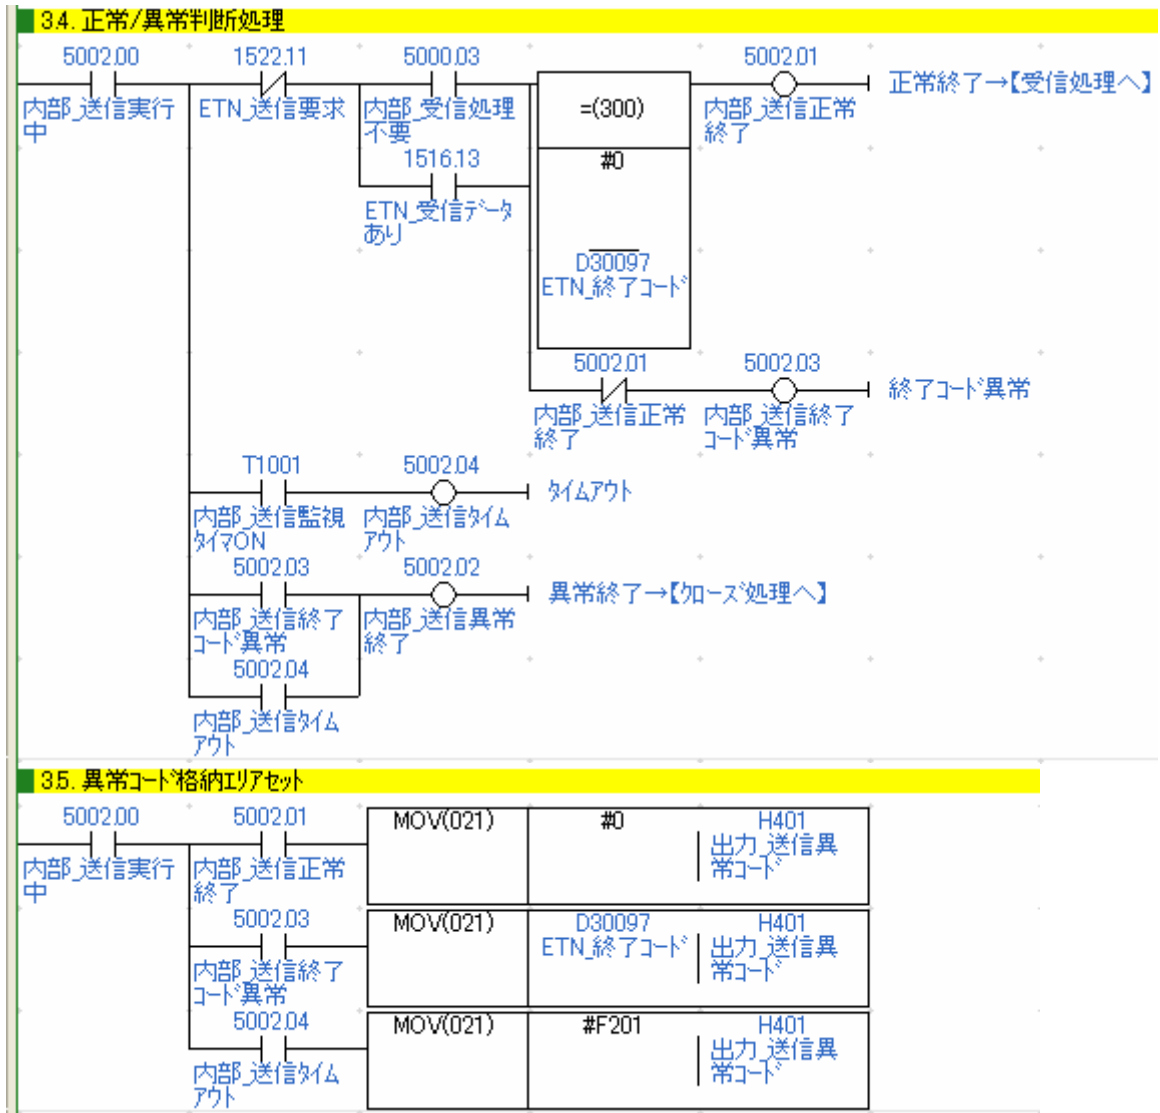 3.4. 正常/異常判断処理
5002.00 1522.11 5000.03 5002.01
内部_送信実行中 ETN_送信要求 内部_受信処理不要 =(300) 内部_送信正常終了 正常終了→【受信処理へ】
1516.13 #0
ETN_受信ﾃﾞｰﾀあり
D30097
ETN_終了ｺｰﾄﾞ
5002.01 5002.03
内部_送信正常終了 内部_送信終了ｺｰﾄﾞ異常 終了ｺｰﾄﾞ異常
T1001 5002.04
内部_送信監視ﾀｲﾏON 内部_送信ﾀｲﾑｱｳﾄ ﾀｲﾑｱｳﾄ
5002.03 5002.02
内部_送信終了ｺｰﾄﾞ異常 内部_送信異常終了 異常終了→【ｸﾛｰｽﾞ処理へ】
5002.04
内部_送信ﾀｲﾑｱｳﾄ
3.5. 異常ｺｰﾄﾞ格納ｴﾘｱｾｯﾄ
5002.00 5002.01 MOV(021) #0 H401
内部_送信実行中 内部_送信正常終了 出力_送信異常ｺｰﾄﾞ
5002.03 MOV(021) D30097 H401
内部_送信終了ｺｰﾄﾞ異常 ETN_終了ｺｰﾄﾞ 出力_送信異常ｺｰﾄﾞ
5002.04 MOV(021) #F201 H401
内部_送信ﾀｲﾑｱｳﾄ 出力_送信異常ｺｰﾄﾞ